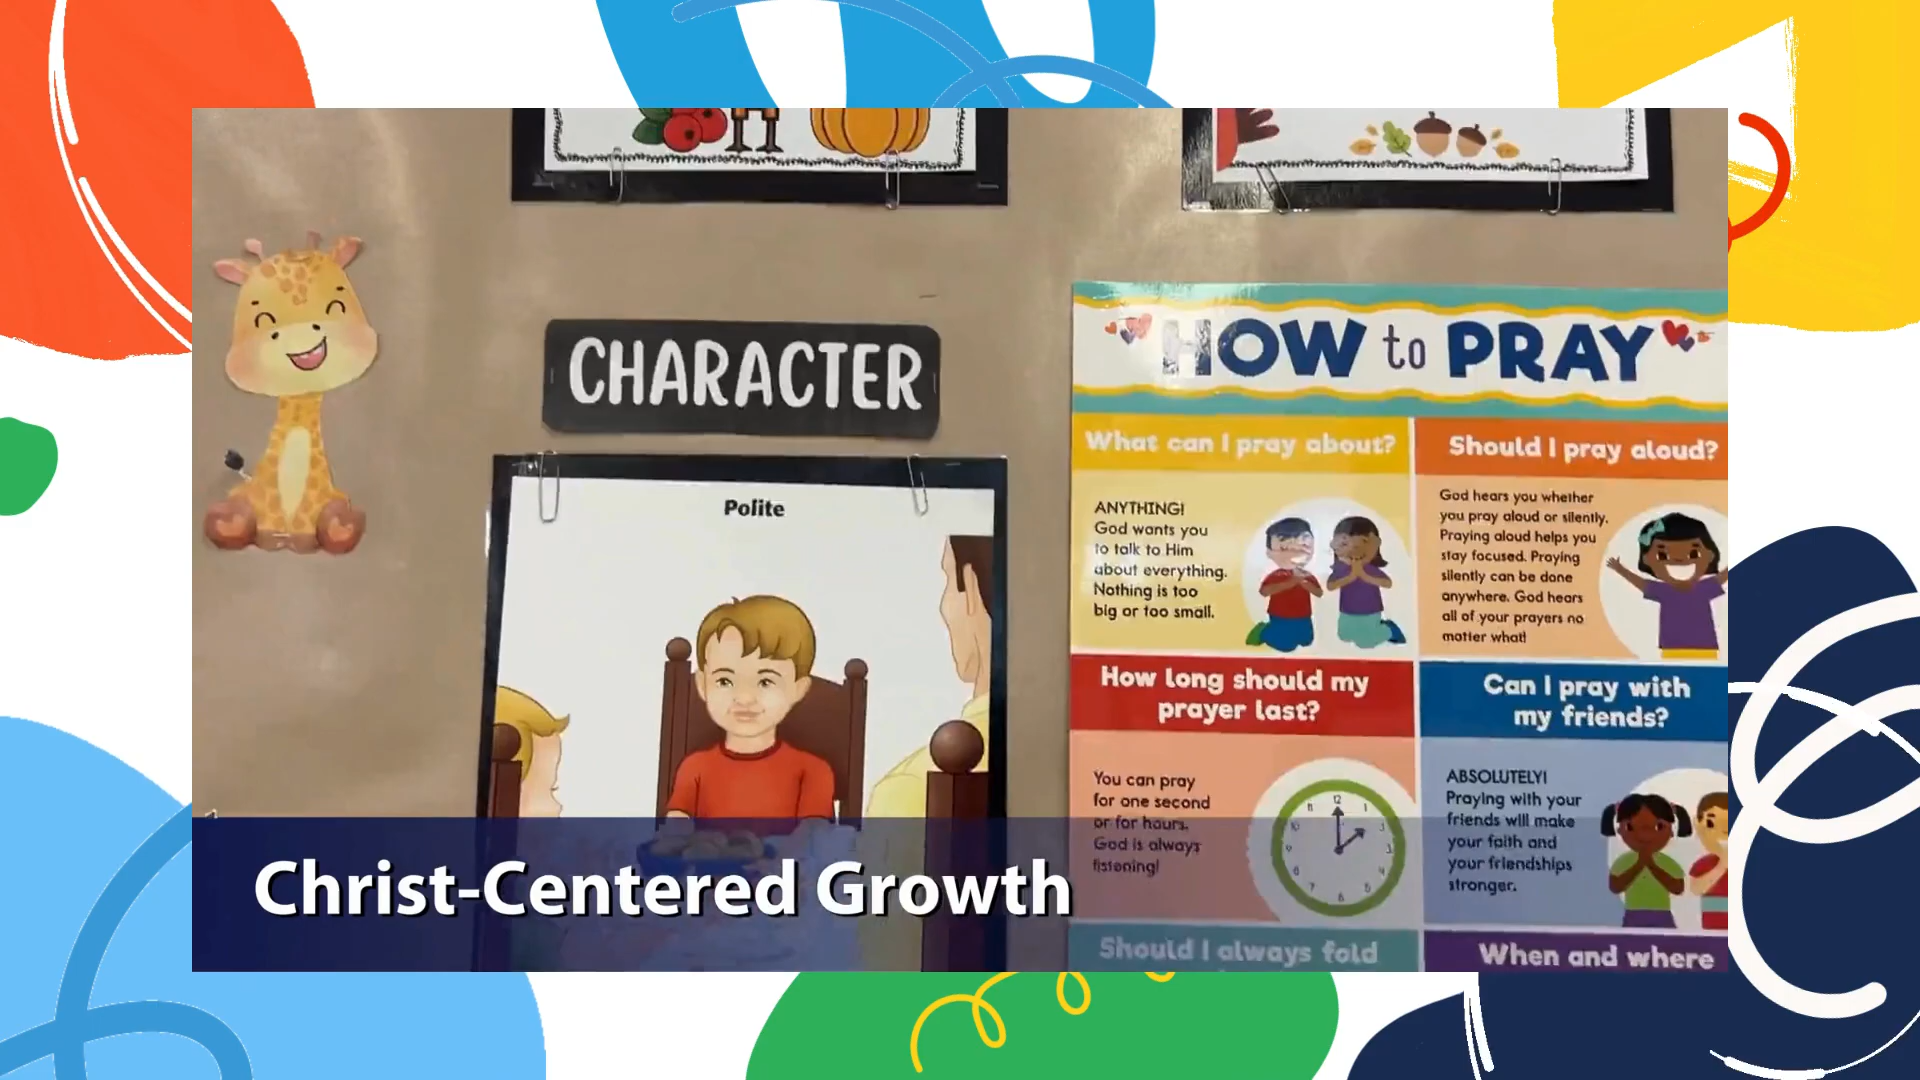 CHARACTER
Polite
HOW to PRAY
What can I pray about?
ANYTHING!
God wants you
to talk to Him
about everything.
Nothing is too
big or too small.
Should I pray aloud?
God hears you whether
you pray aloud or silently.
Praying aloud helps you
stay focused. Praying
silently can be done
anywhere. God hears
all of your prayers no
matter what!
How long should my
prayer last?
You can pray
for one second
or for hours.
God is always
listening!
Can I pray with
my friends?
ABSOLUTELY!
Praying with your
friends will make
your faith and
your friendships
stronger.
Should I always fold
When and where
Christ-Centered Growth